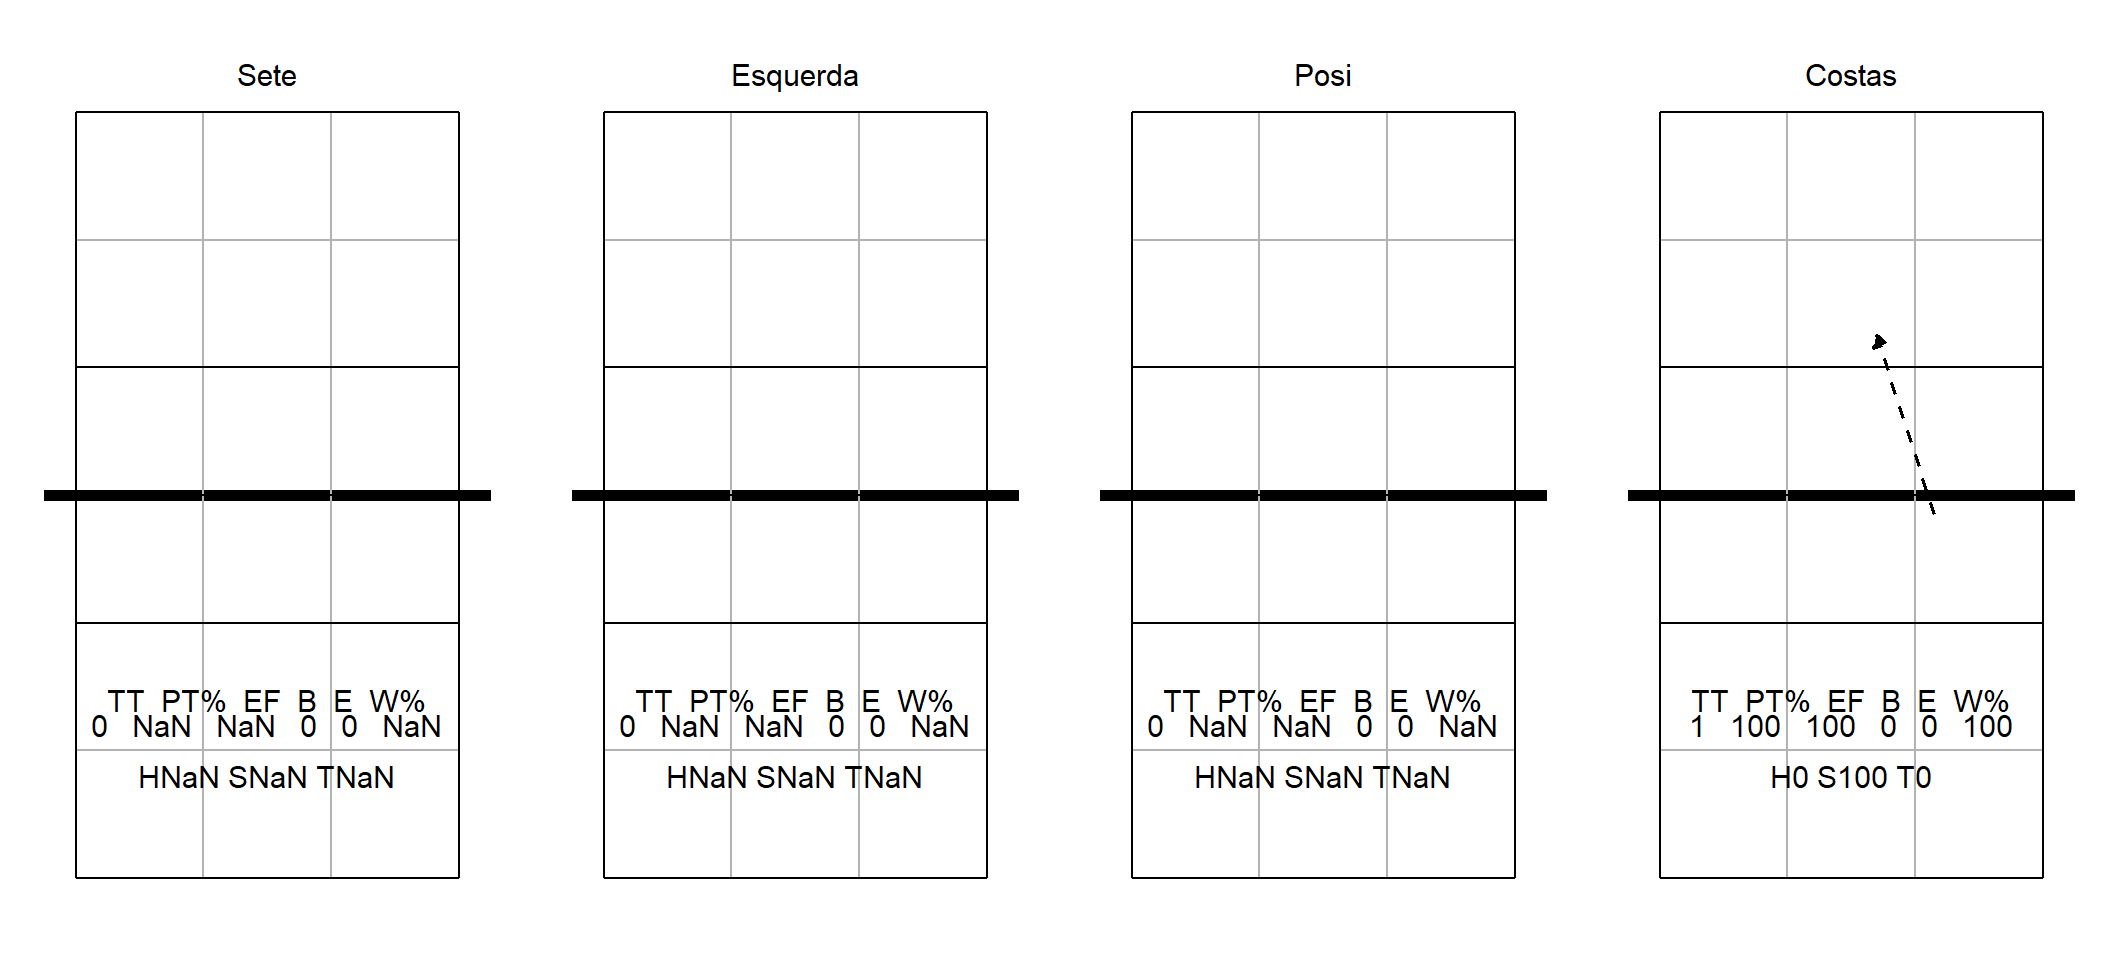 Sete
TT PT% EF B E W%
0 NaN NaN 0 0 NaN
HNaN SNaN TNaN
Esquerda
TT PT% EF B E W%
0 NaN NaN 0 0 NaN
HNaN SNaN TNaN
Posi
TT PT% EF B E W%
0 NaN NaN 0 0 NaN
HNaN SNaN TNaN
Costas
TT PT% EF B E W%
1 100 100 0 0 100
H0 S100 T0